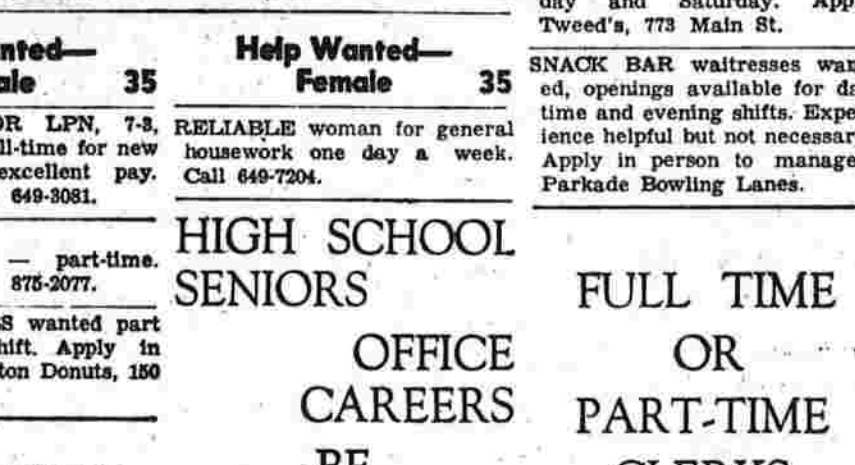 nted—
ale 35
OR LPN, 7-3,
ll-time for new
excellent pay.
649-3081.
— part-time.
875-2077.
S wanted part
hift. Apply in
ton Donuts, 150
Help Wanted—
Female 35
RELIABLE woman for general
housework one day a week.
Call 649-7204.
HIGH SCHOOL
SENIORS
OFFICE
CAREERS
BE
day and Saturday. App
Tweed's, 773 Main St.
SNACK BAR waitresses wan
ed, openings available for da
time and evening shifts. Expe
ience helpful but not necessar
Apply in person to manage
Parkade Bowling Lanes.
FULL TIME
OR
PART-TIME
CLERKS